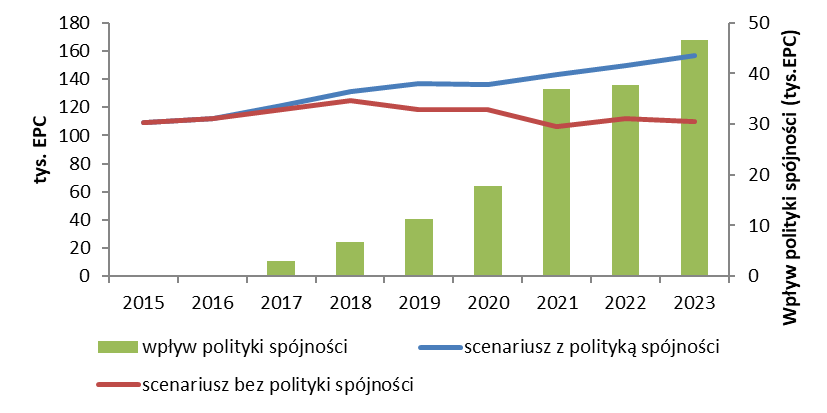 180
160
140
120
100
80
60
40
20
0
tys. EPC
50
40
30
20
10
0
Wpływ polityki spójności (tys.EPC)
2015 2016 2017 2018 2019 2020 2021 2022 2023
wpływ polityki spójności
scenariusz z polityką spójności
scenariusz bez polityki spójności